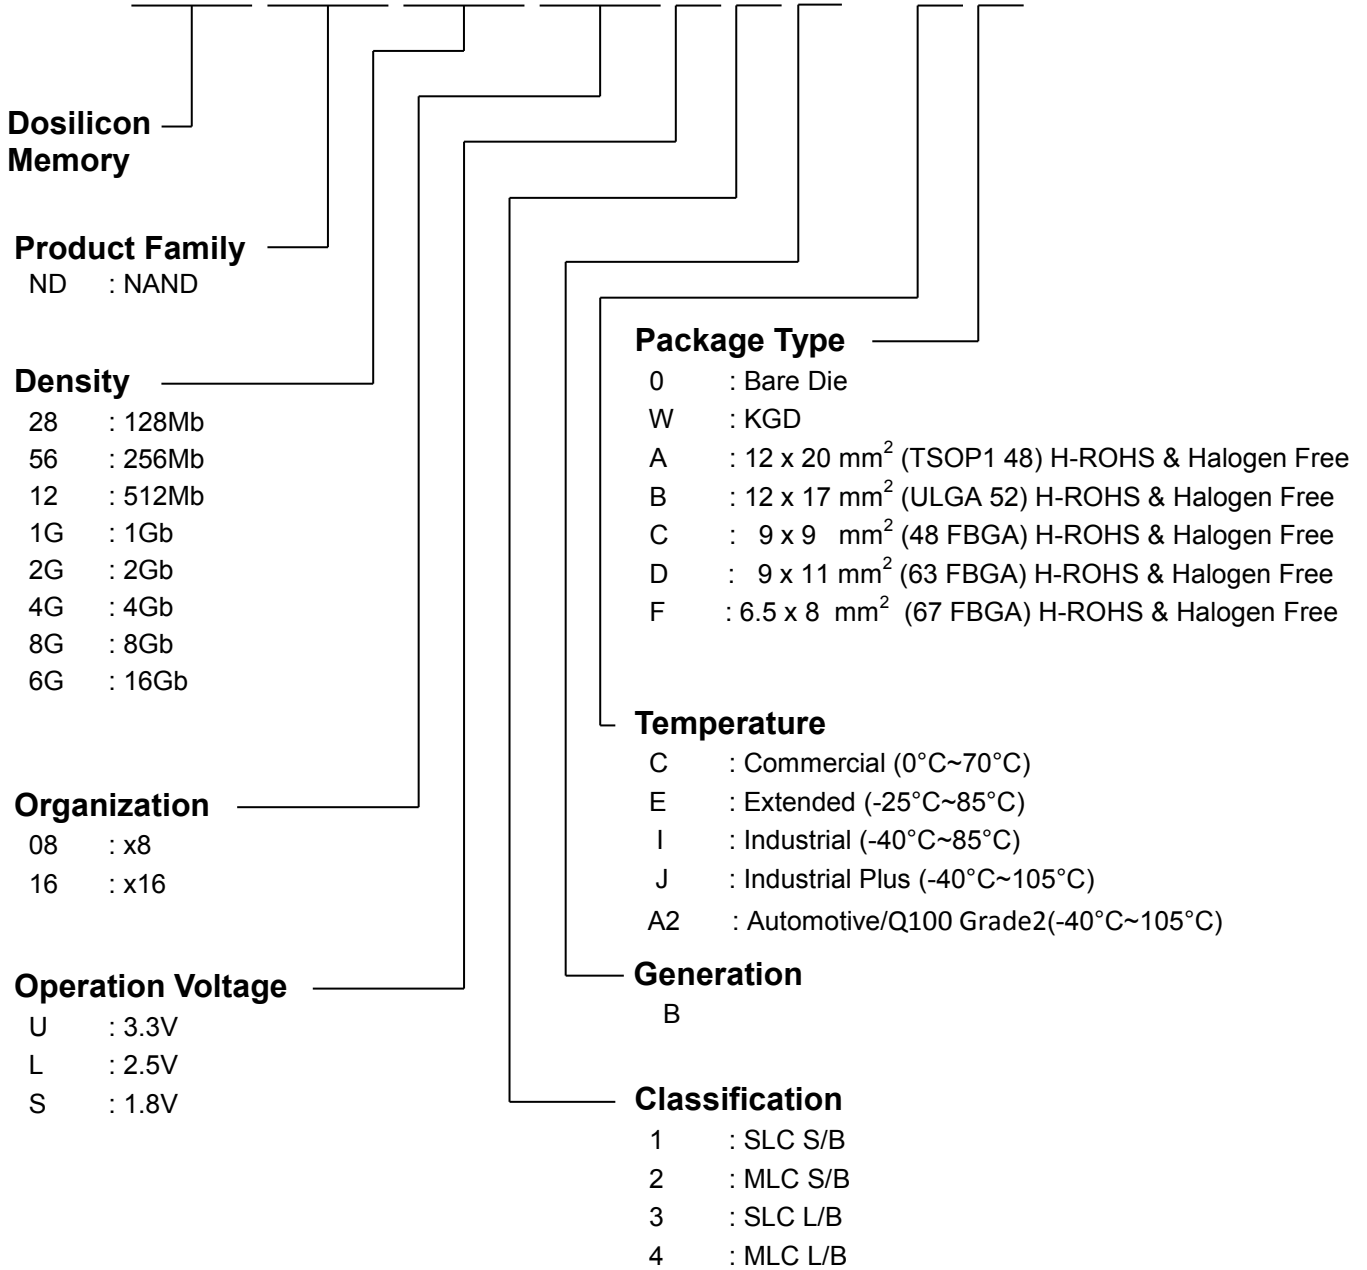 Dosilicon
Memory
Product Family
ND : NAND
Density
28 : 128Mb
56 : 256Mb
12 : 512Mb
1G : 1Gb
2G : 2Gb
4G : 4Gb
8G : 8Gb
6G : 16Gb
Organization
08 : x8
16 : x16
Operation Voltage
U : 3.3V
L : 2.5V
S : 1.8V
Package Type
0 : Bare Die
W : KGD
A : 12 x 20 mm² (TSOP1 48) H-ROHS & Halogen Free
B : 12 x 17 mm² (ULGA 52) H-ROHS & Halogen Free
C : 9 x 9 mm² (48 FBGA) H-ROHS & Halogen Free
D : 9 x 11 mm² (63 FBGA) H-ROHS & Halogen Free
F : 6.5 x 8 mm² (67 FBGA) H-ROHS & Halogen Free
Temperature
C : Commercial (0°C~70°C)
E : Extended (-25°C~85°C)
I : Industrial (-40°C~85°C)
J : Industrial Plus (-40°C~105°C)
A2 : Automotive/Q100 Grade2(-40°C~105°C)
Generation
B
Classification
1 : SLC S/B
2 : MLC S/B
3 : SLC L/B
4 : MLC L/B